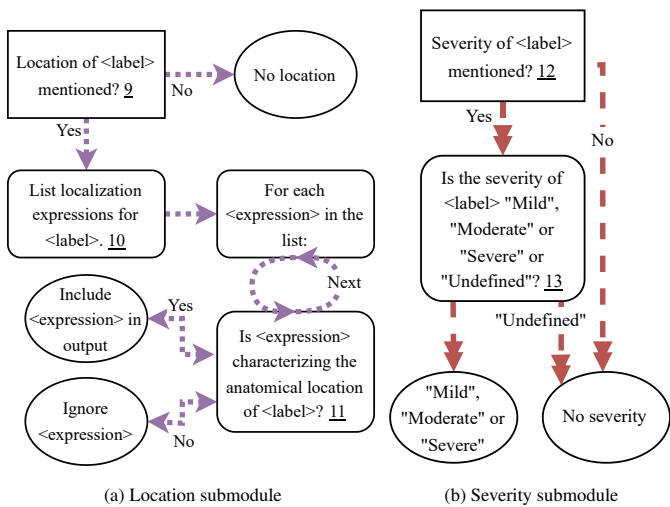 Location of <label>
mentioned? 9
No
No location
Yes
List localization
expressions for
<label>. 10
For each
<expression> in the
list:
Next
Include
<expression> in
output
Yes
Is <expression>
characterizing the
anatomical location
of <label>? 11
Ignore
<expression>
No
(a) Location submodule
Severity of <label>
mentioned? 12
Yes
No
Is the severity of
<label> "Mild",
"Moderate" or
"Severe" or
"Undefined"? 13
"Undefined"
"Mild",
"Moderate" or
"Severe"
No severity
(b) Severity submodule